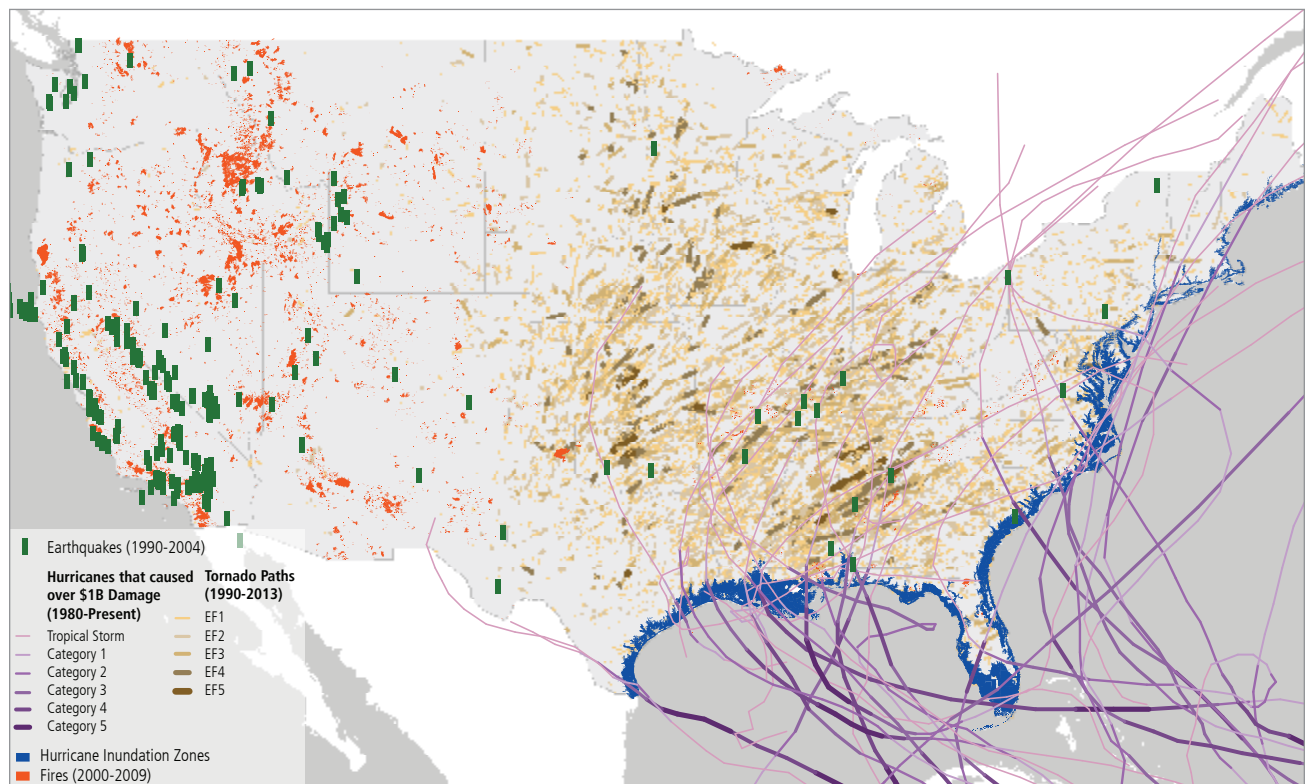 Earthquakes (1990-2004)
Hurricanes that caused
over $1B Damage
(1980-Present)
Tropical Storm
Category 1
Category 2
Category 3
Category 4
Category 5
Tornado Paths
(1990-2013)
EF1
EF2
EF3
EF4
EF5
Hurricane Inundation Zones
Fires (2000-2009)